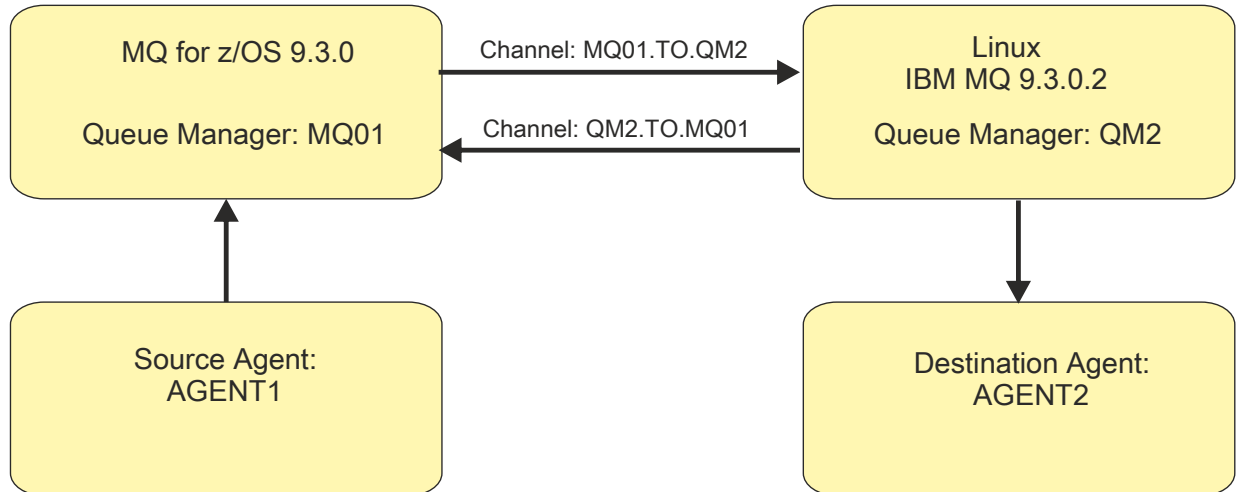 MQ for z/OS 9.3.0
Queue Manager: MQ01
Channel: MQ01.TO.QM2
Channel: QM2.TO.MQ01
Linux
IBM MQ 9.3.0.2
Queue Manager: QM2
Source Agent:
AGENT1
Destination Agent:
AGENT2